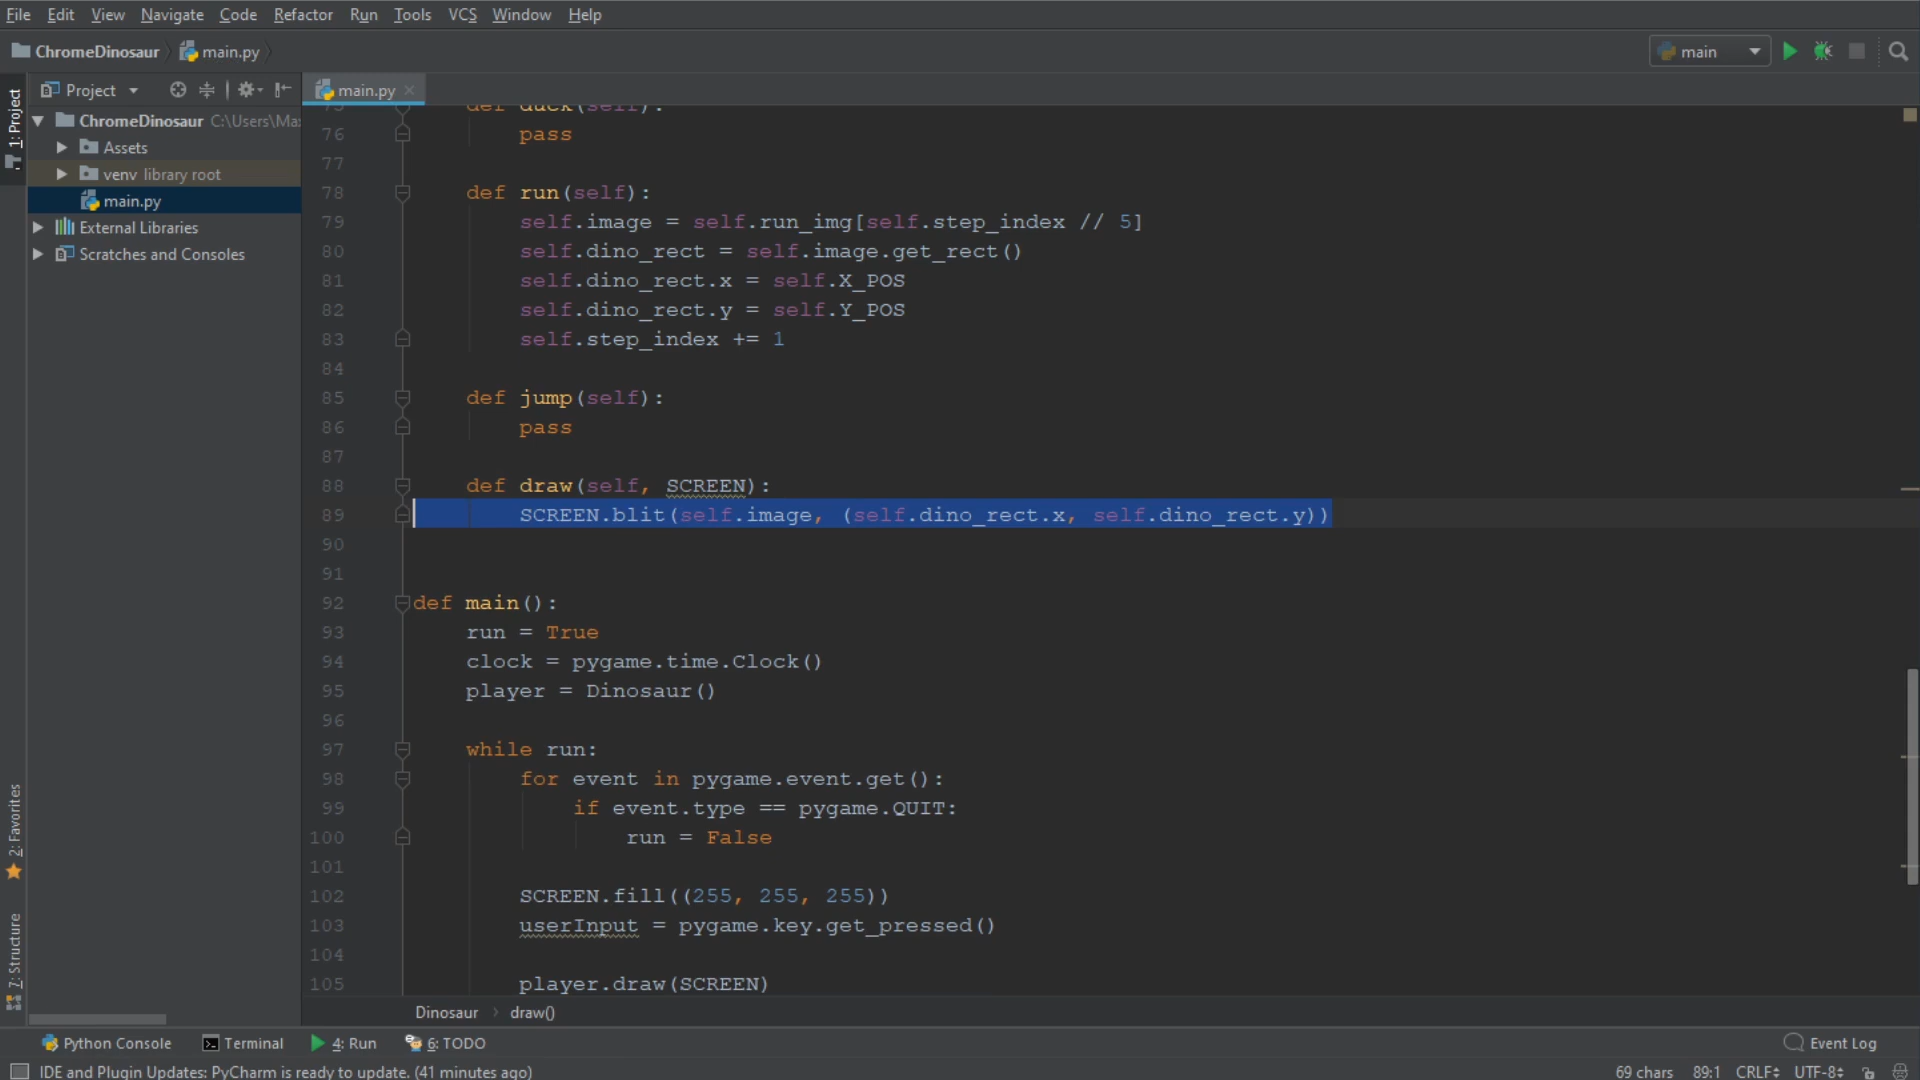 File Edit View Navigate Code Refactor Run Tools VCS Window Help
ChromeDinosaur main.py main
1: Project Project main.py
ChromeDinosaur C:\Users\Ma
Assets
venv library root
main.py
External Libraries
Scratches and Consoles
75 def duck(self):
76 pass
77
78 def run(self):
79 self.image = self.run_img[self.step_index // 5]
80 self.dino_rect = self.image.get_rect()
81 self.dino_rect.x = self.X_POS
82 self.dino_rect.y = self.Y_POS
83 self.step_index += 1
84
85 def jump(self):
86 pass
87
88 def draw(self, SCREEN):
89 SCREEN.blit(self.image, (self.dino_rect.x, self.dino_rect.y))
90
91
92 def main():
93 run = True
94 clock = pygame.time.Clock()
95 player = Dinosaur()
96
97 while run:
98 for event in pygame.event.get():
99 if event.type == pygame.QUIT:
100 run = False
101
102 SCREEN.fill((255, 255, 255))
103 userInput = pygame.key.get_pressed()
104
105 player.draw(SCREEN)
2: Favorites
7: Structure
Dinosaur draw()
Python Console Terminal 4: Run 6: TODO Event Log
IDE and Plugin Updates: PyCharm is ready to update. (41 minutes ago) 69 chars 89:1 CRLF UTF-8